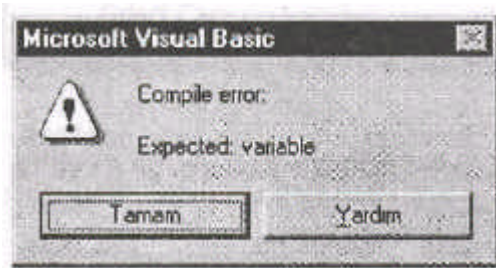 Microsoft Visual Basic
Compile error:
Expected: variable
Tamam
Yardım